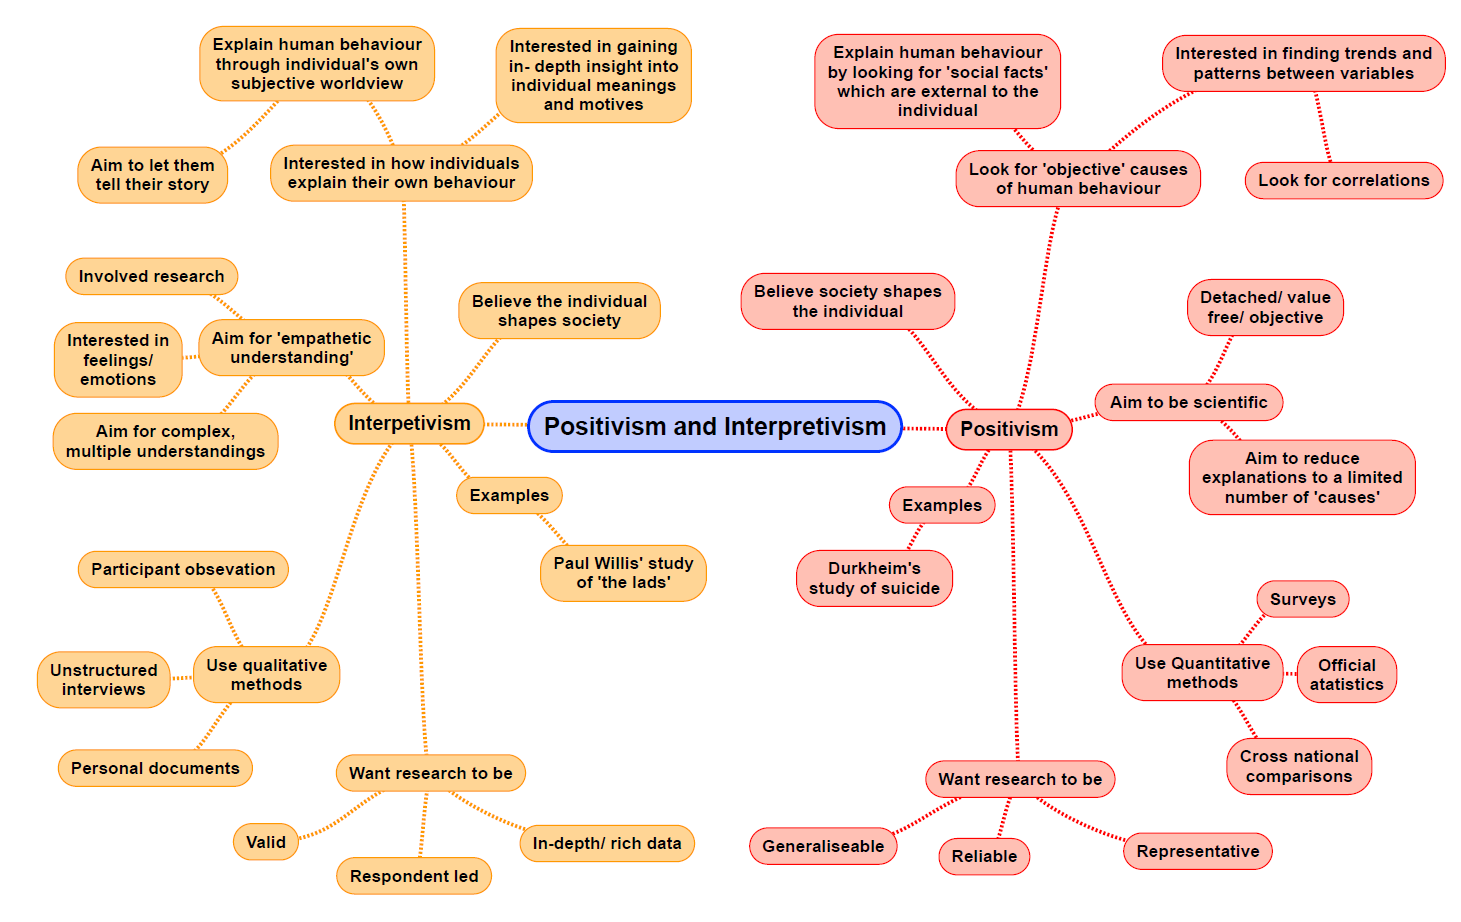 Explain human behaviour
through individual's own
subjective worldview
Interested in gaining
in- depth insight into
individual meanings
and motives
Aim to let them
tell their story
Interested in how individuals
explain their own behaviour
Involved research
Interested in
feelings/
emotions
Aim for 'empathetic
understanding'
Aim for complex,
multiple understandings
Believe the individual
shapes society
Interpetivism
Examples
Paul Willis' study
of 'the lads'
Participant obsevation
Unstructured
interviews
Use qualitative
methods
Personal documents
Want research to be
Valid
Respondent led
In-depth/ rich data
Positivism and Interpretivism
Explain human behaviour
by looking for 'social facts'
which are external to the
individual
Interested in finding trends and
patterns between variables
Look for 'objective' causes
of human behaviour
Look for correlations
Believe society shapes
the individual
Detached/ value
free/ objective
Aim to be scientific
Aim to reduce
explanations to a limited
number of 'causes'
Positivism
Examples
Durkheim's
study of suicide
Surveys
Use Quantitative
methods
Official
atatistics
Cross national
comparisons
Want research to be
Generaliseable
Reliable
Representative